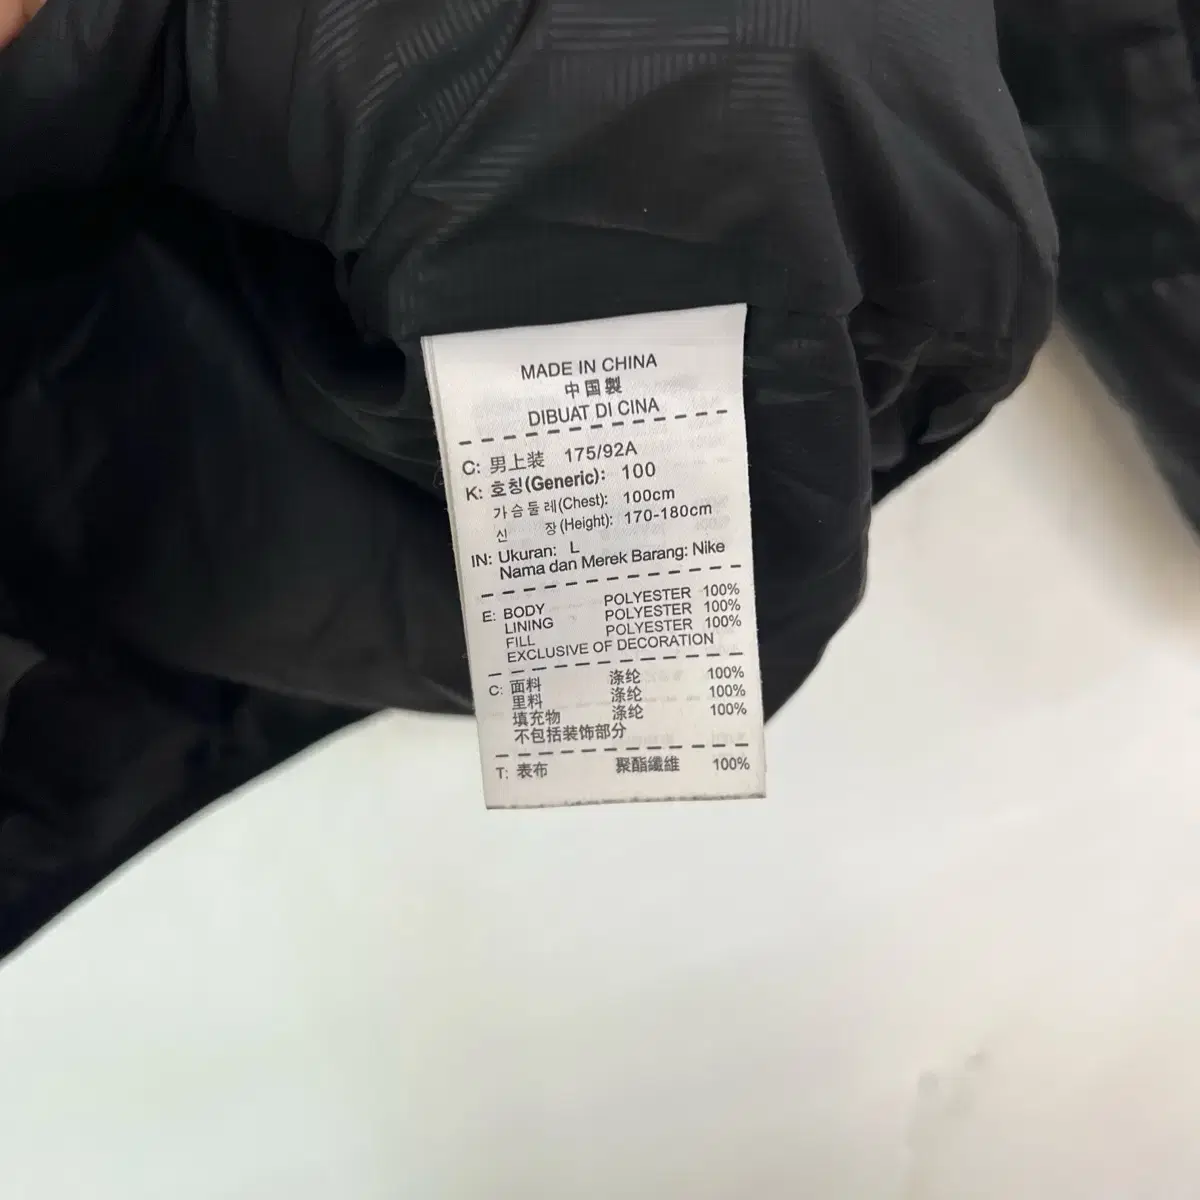 MADE IN CHINA
中国製
DIBUAT DI CINA
C: 男上装 175/92A
K: 호칭(Generic): 100
가슴둘레(Chest): 100cm
신 장(Height): 170-180cm
IN: Ukuran: L
Nama dan Merek Barang: Nike
E: BODY POLYESTER 100%
LINING POLYESTER 100%
FILL POLYESTER 100%
EXCLUSIVE OF DECORATION
C: 面料 涤纶 100%
里料 涤纶 100%
填充物 涤纶 100%
不包括装饰部分
T: 表布 聚酯纖維 100%